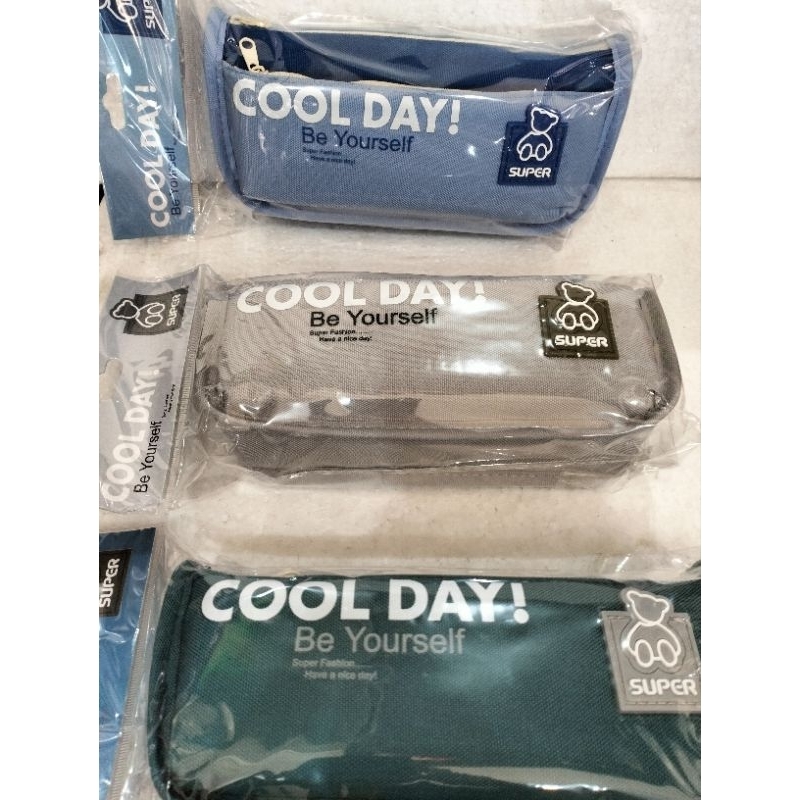 SUPER
COOL DAY!
Be Yourself
COOL DAY!
Be Yourself
Super Fashion
Have a nice day!
SUPER
SUPER
COOL DAY!
Be Yourself
COOL DAY!
Be Yourself
Super Fashion........
Have a nice day!
SUPER
SUPER
COOL DAY!
Be Yourself
Super Fashion........
Have a nice day!
SUPER